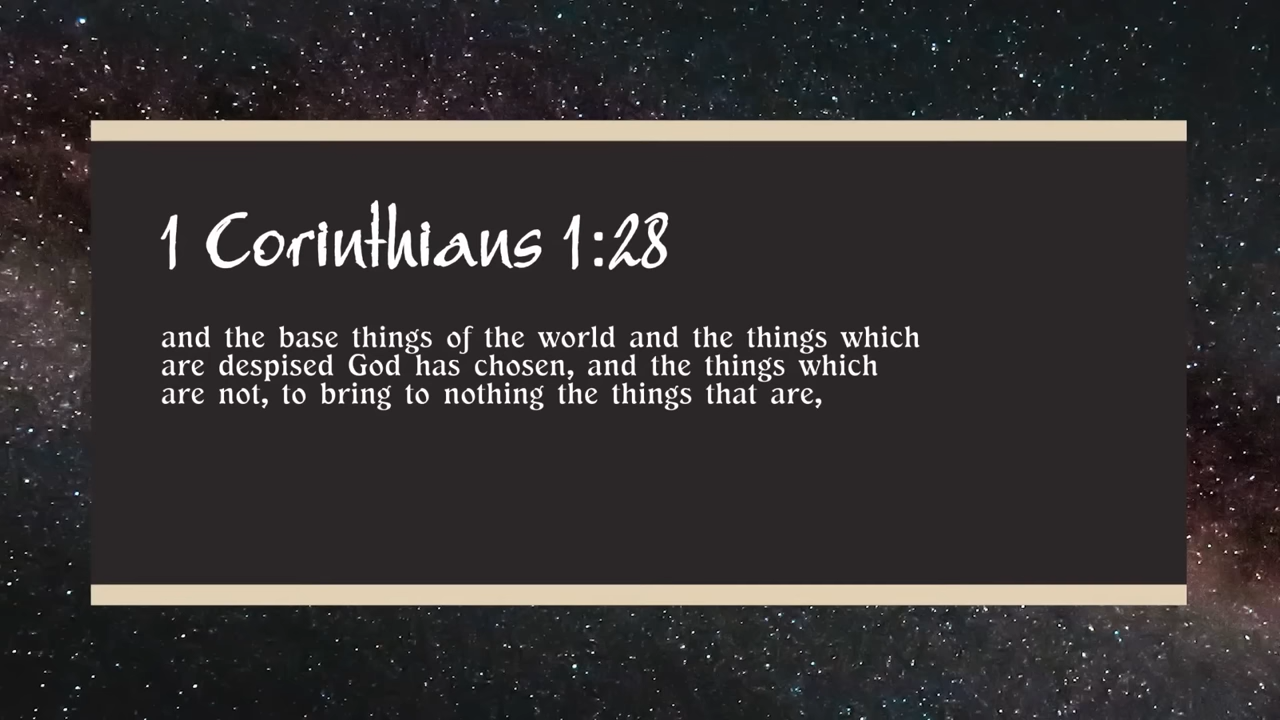 1 Corinthians 1:28
and the base things of the world and the things which
are despised God has chosen, and the things which
are not, to bring to nothing the things that are,